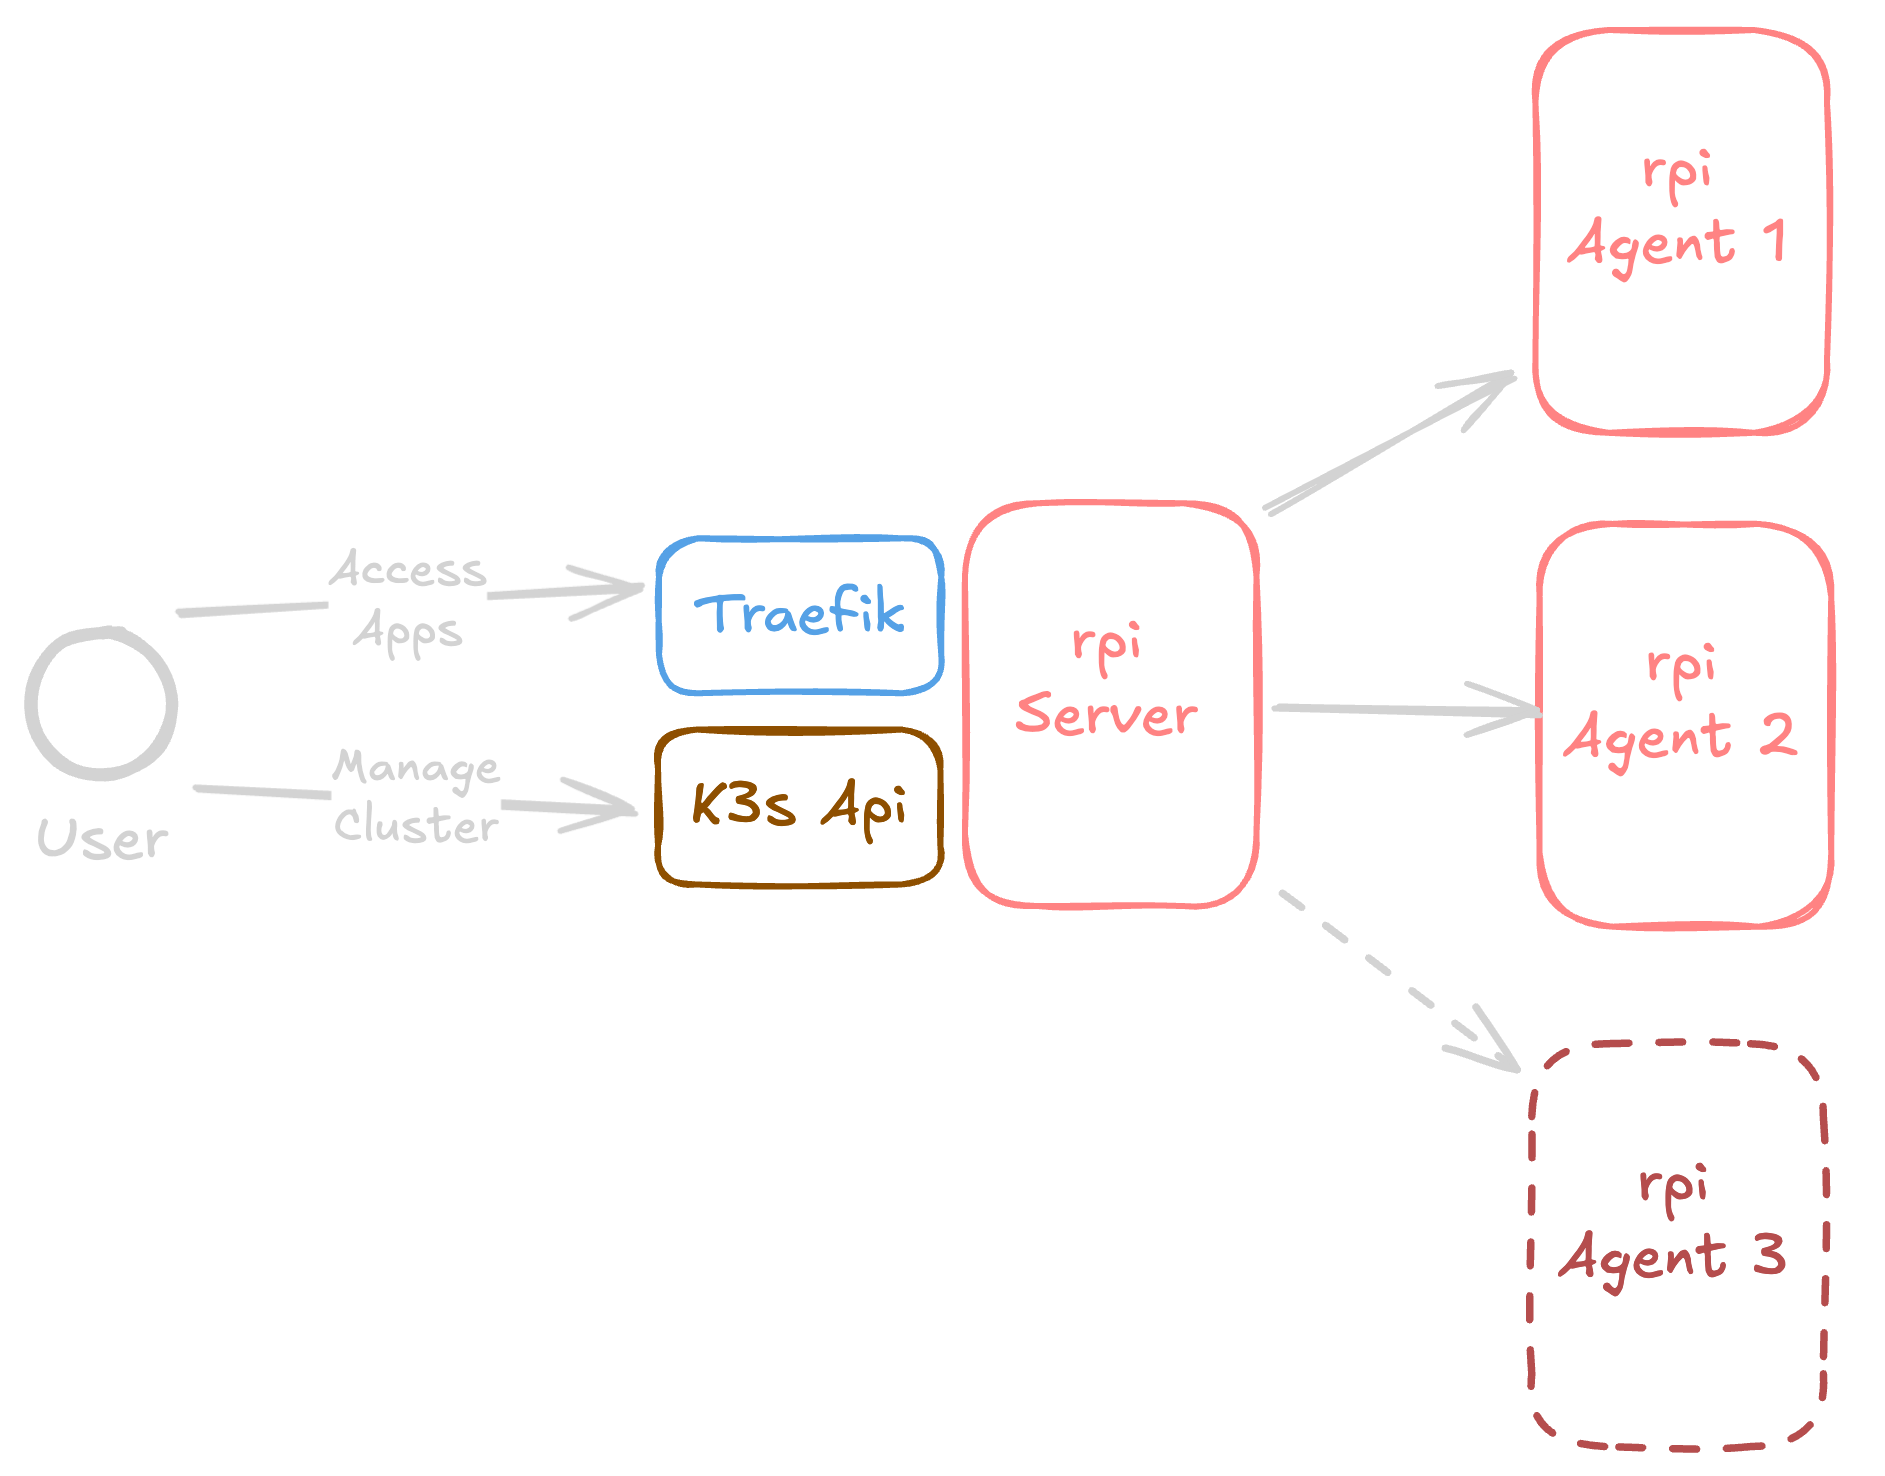 rpi
Agent 1
Access
Apps
Traefik
rpi
Server
rpi
Agent 2
Manage
Cluster
K3s Api
User
rpi
Agent 3